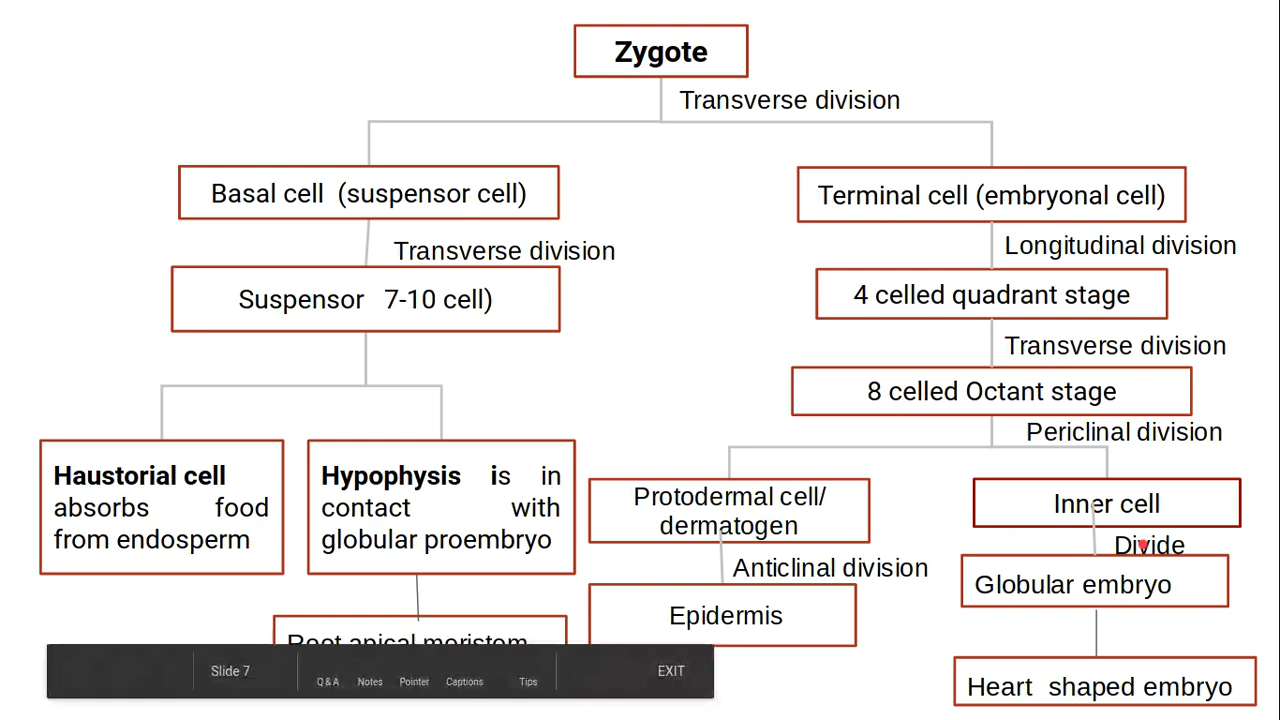 Zygote
Transverse division
Basal cell (suspensor cell)
Terminal cell (embryonal cell)
Transverse division
Longitudinal division
Suspensor 7-10 cell)
4 celled quadrant stage
Transverse division
8 celled Octant stage
Periclinal division
Haustorial cell
absorbs food
from endosperm
Hypophysis is in
contact with
globular proembryo
Protodermal cell/
dermatogen
Inner cell
Divide
Anticlinal division
Globular embryo
Epidermis
Root apical meristem
Heart shaped embryo
Slide 7
Q & A
Notes
Pointer
Captions
Tips
EXIT